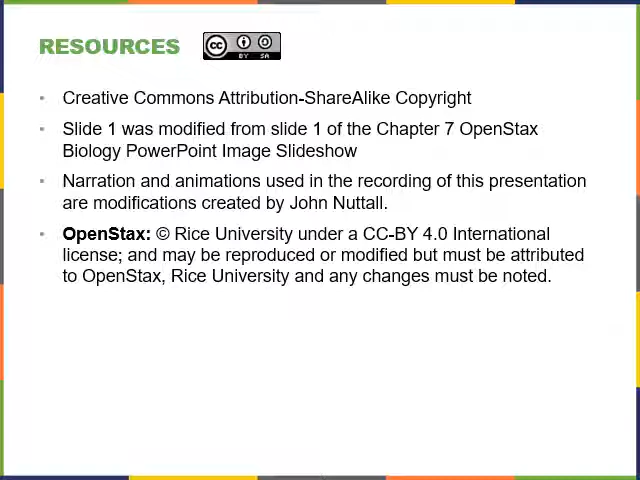 RESOURCES
cc BY SA
• Creative Commons Attribution-ShareAlike Copyright
• Slide 1 was modified from slide 1 of the Chapter 7 OpenStax
Biology PowerPoint Image Slideshow
• Narration and animations used in the recording of this presentation
are modifications created by John Nuttall.
• OpenStax: © Rice University under a CC-BY 4.0 International
license; and may be reproduced or modified but must be attributed
to OpenStax, Rice University and any changes must be noted.